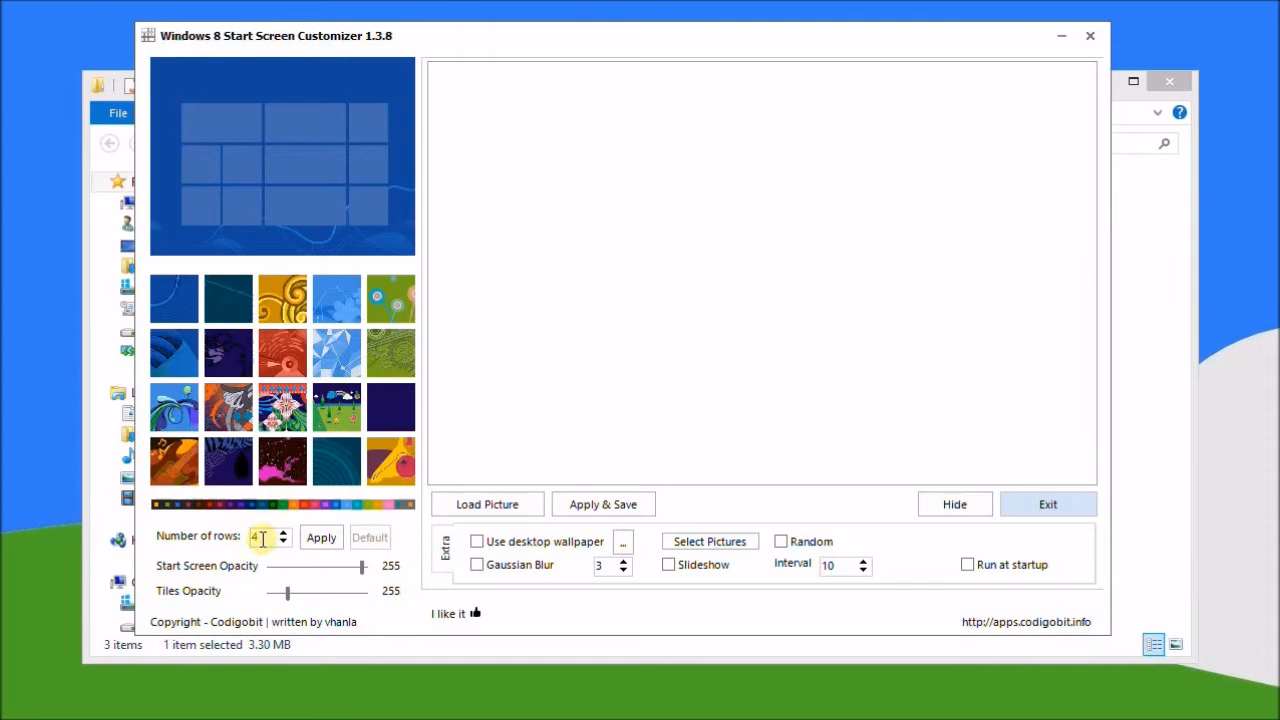 Windows 8 Start Screen Customizer 1.3.8
File
Load Picture
Apply & Save
Hide
Exit
Number of rows: 4
Apply
Default
Start Screen Opacity 255
Tiles Opacity 255
Extra
Use desktop wallpaper
...
Select Pictures
Random
Gaussian Blur 3
Slideshow
Interval 10
Run at startup
I like it
Copyright - Codigobit | written by vhanla
http://apps.codigobit.info
3 items 1 item selected 3.30 MB